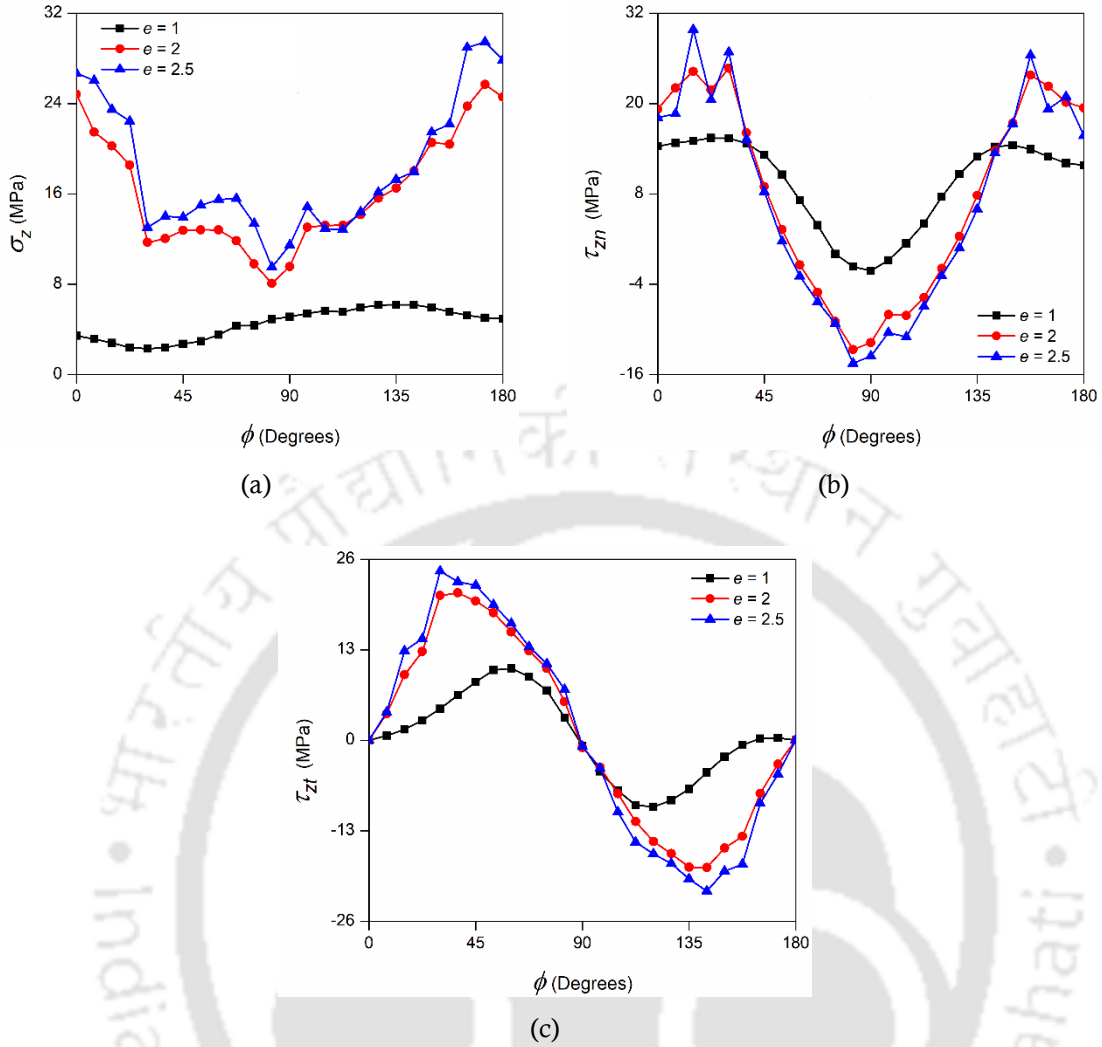 32
24
16
8
0
σz (MPa)
e = 1
e = 2
e = 2.5
0 45 90 135 180
ϕ (Degrees)
(a)
32
20
8
-4
-16
τzn (MPa)
e = 1
e = 2
e = 2.5
0 45 90 135 180
ϕ (Degrees)
(b)
26
13
0
-13
-26
τzt (MPa)
e = 1
e = 2
e = 2.5
0 45 90 135 180
ϕ (Degrees)
(c)